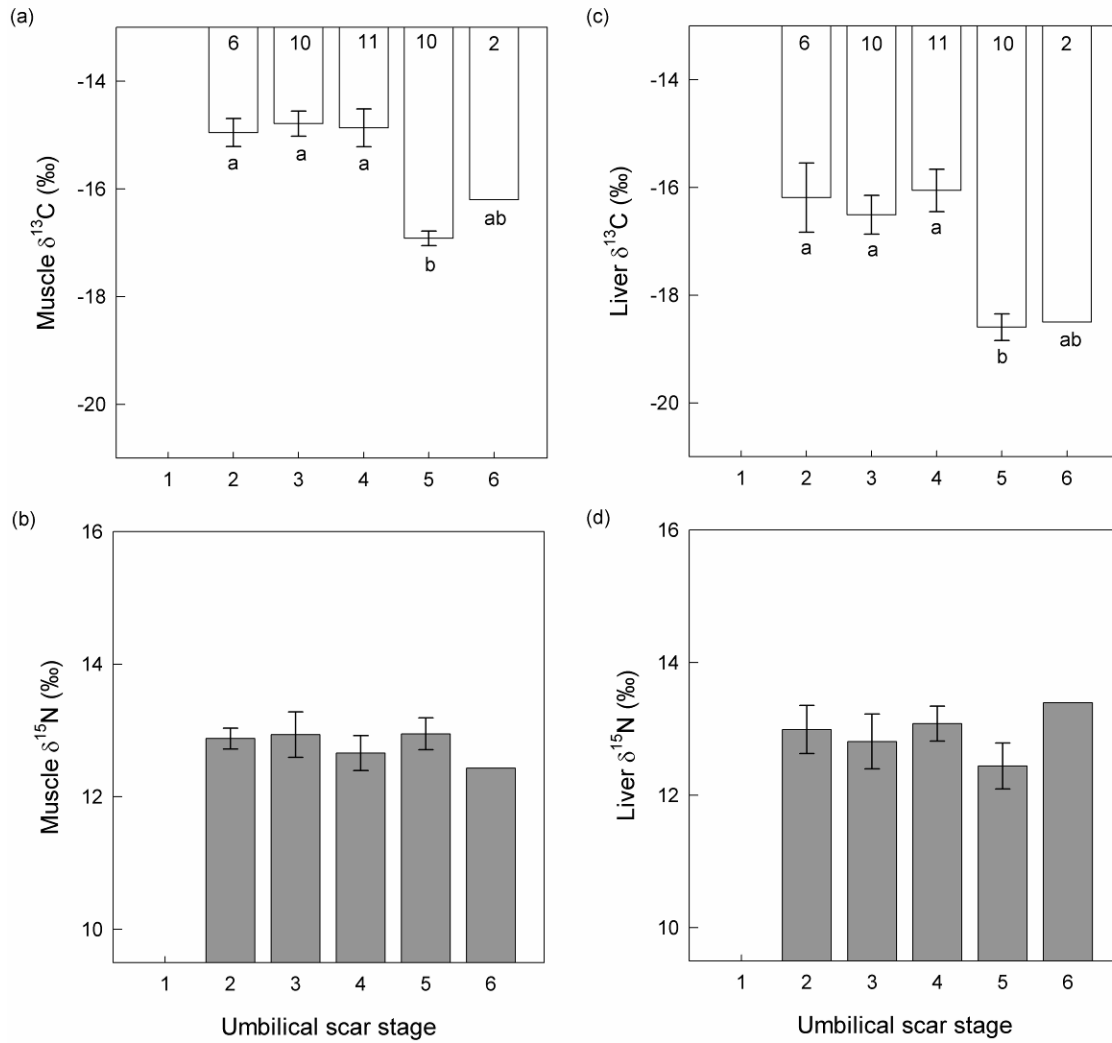 (a)
6 10 11 10 2
-14
-16
-18
-20
Muscle δ¹³C (‰)
a a a b ab
1 2 3 4 5 6
(c)
6 10 11 10 2
-14
-16
-18
-20
Liver δ¹³C (‰)
a a a b ab
1 2 3 4 5 6
(b)
16
14
12
10
Muscle δ¹⁵N (‰)
1 2 3 4 5 6
Umbilical scar stage
(d)
16
14
12
10
Liver δ¹⁵N (‰)
1 2 3 4 5 6
Umbilical scar stage